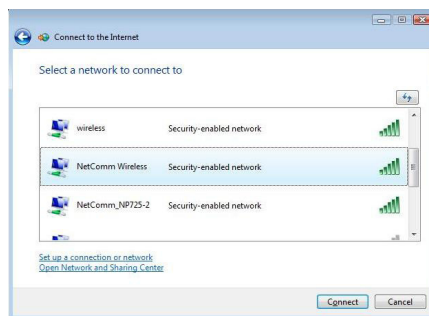 Connect to the Internet
Select a network to connect to
wireless Security-enabled network
NetComm Wireless Security-enabled network
NetComm_NP725-2 Security-enabled network
Set up a connection or network
Open Network and Sharing Center
Connect Cancel